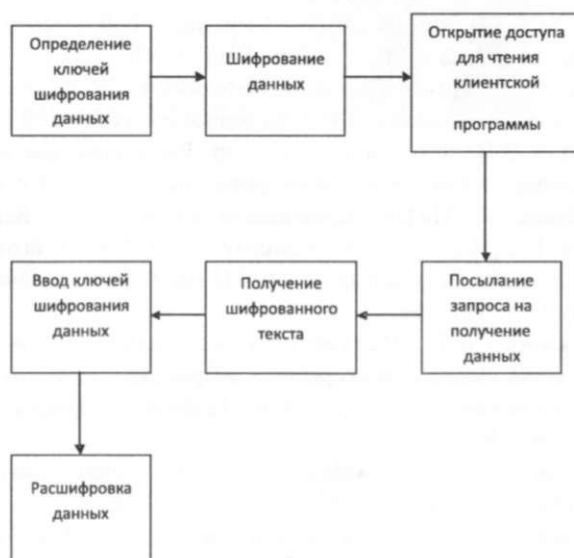 Определение
ключей
шифрования
данных
Шифрование
данных
Открытие доступа
для чтения
клиентской
программы
Посылание
запроса на
получение
данных
Получение
шифрованного
текста
Ввод ключей
шифрования
данных
Расшифровка
данных